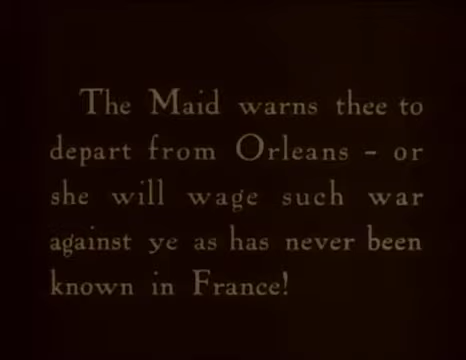 The Maid warns thee to
depart from Orleans - or
she will wage such war
against ye as has never been
known in France!